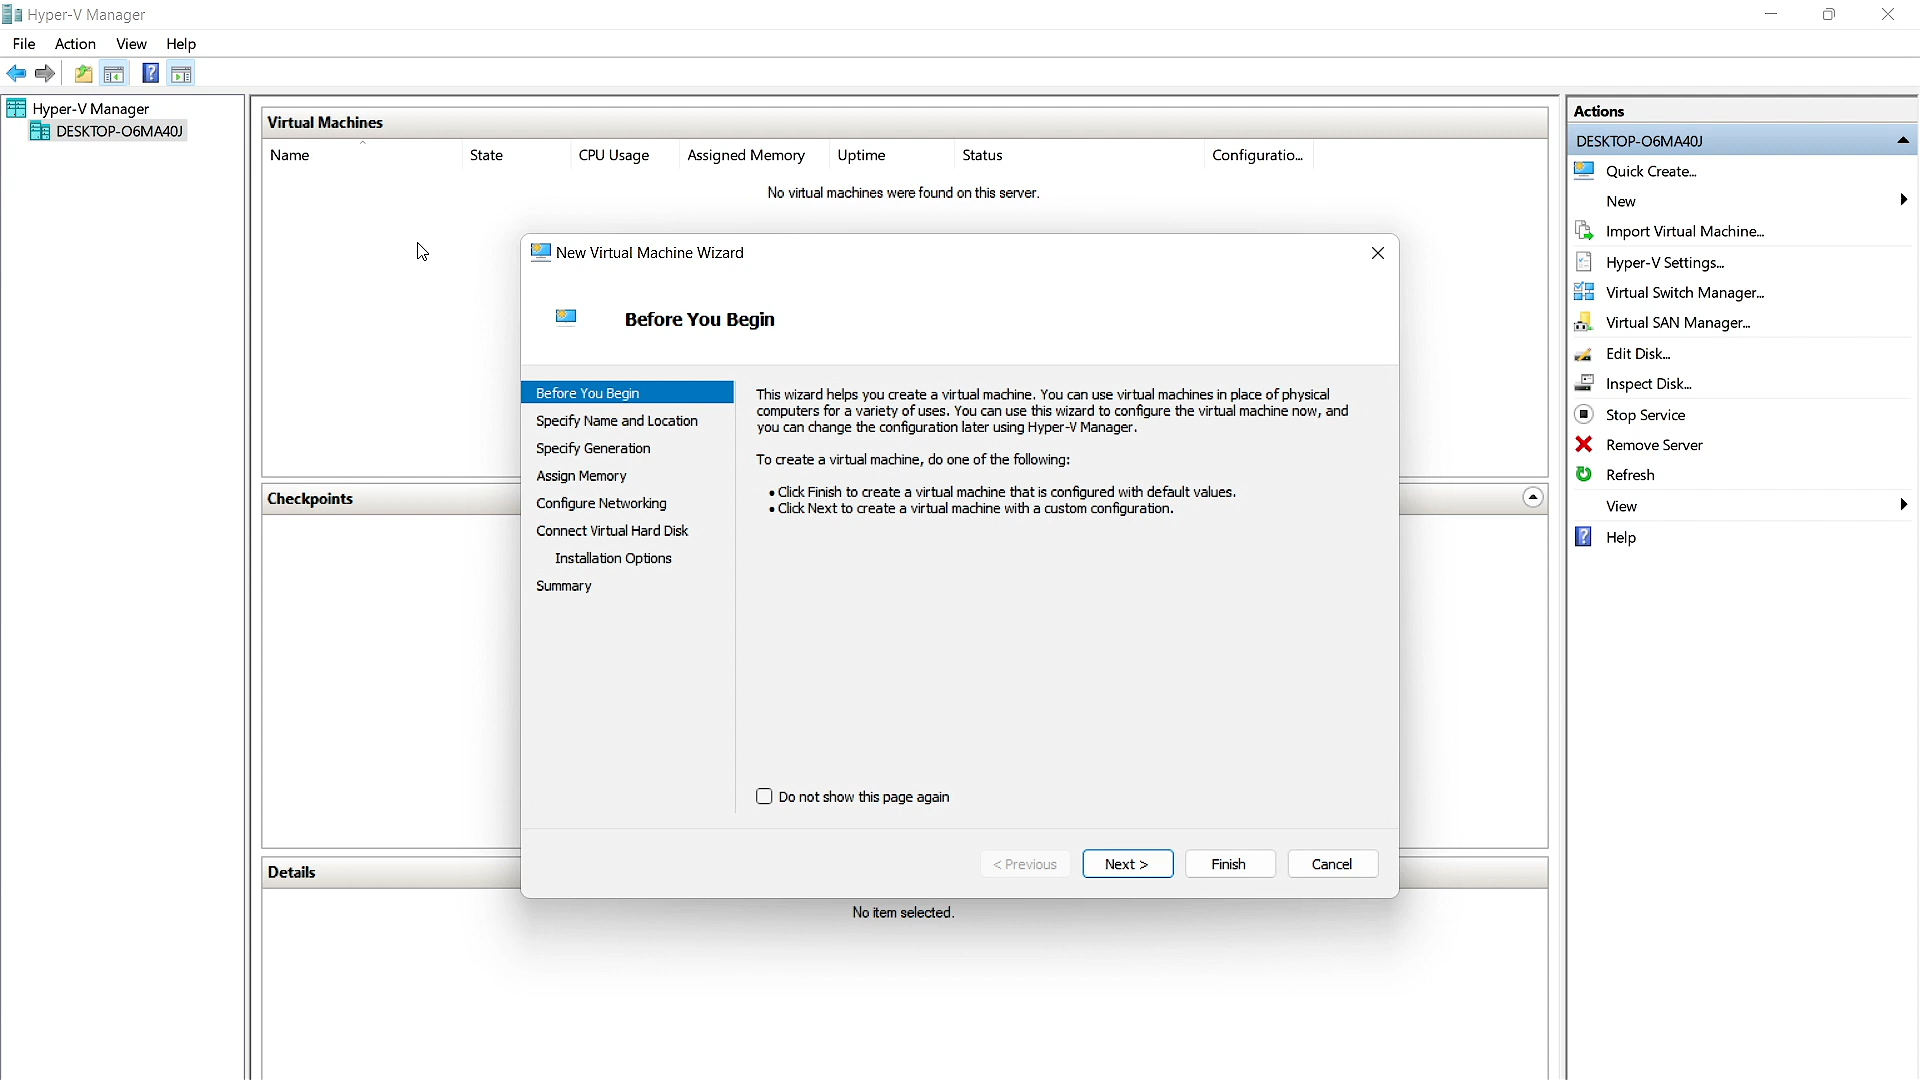 Hyper-V Manager
File Action View Help
Hyper-V Manager
DESKTOP-O6MA40J
Virtual Machines
Name State CPU Usage Assigned Memory Uptime Status Configuratio...
No virtual machines were found on this server.
New Virtual Machine Wizard
Before You Begin
Before You Begin
Specify Name and Location
Specify Generation
Assign Memory
Configure Networking
Connect Virtual Hard Disk
Installation Options
Summary
This wizard helps you create a virtual machine. You can use virtual machines in place of physical
computers for a variety of uses. You can use this wizard to configure the virtual machine now, and
you can change the configuration later using Hyper-V Manager.
To create a virtual machine, do one of the following:
• Click Finish to create a virtual machine that is configured with default values.
• Click Next to create a virtual machine with a custom configuration.
Do not show this page again
< Previous Next > Finish Cancel
Checkpoints
Details
No item selected.
Actions
DESKTOP-O6MA40J
Quick Create...
New
Import Virtual Machine...
Hyper-V Settings...
Virtual Switch Manager...
Virtual SAN Manager...
Edit Disk...
Inspect Disk...
Stop Service
Remove Server
Refresh
View
Help